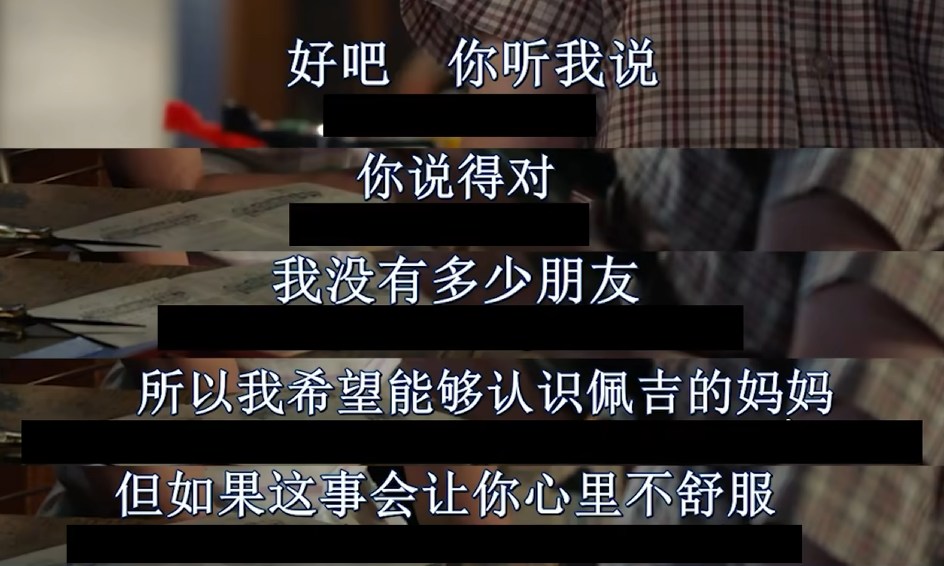 好吧 你听我说
你说得对
我没有多少朋友
所以我希望能够认识佩吉的妈妈
但如果这事会让你心里不舒服